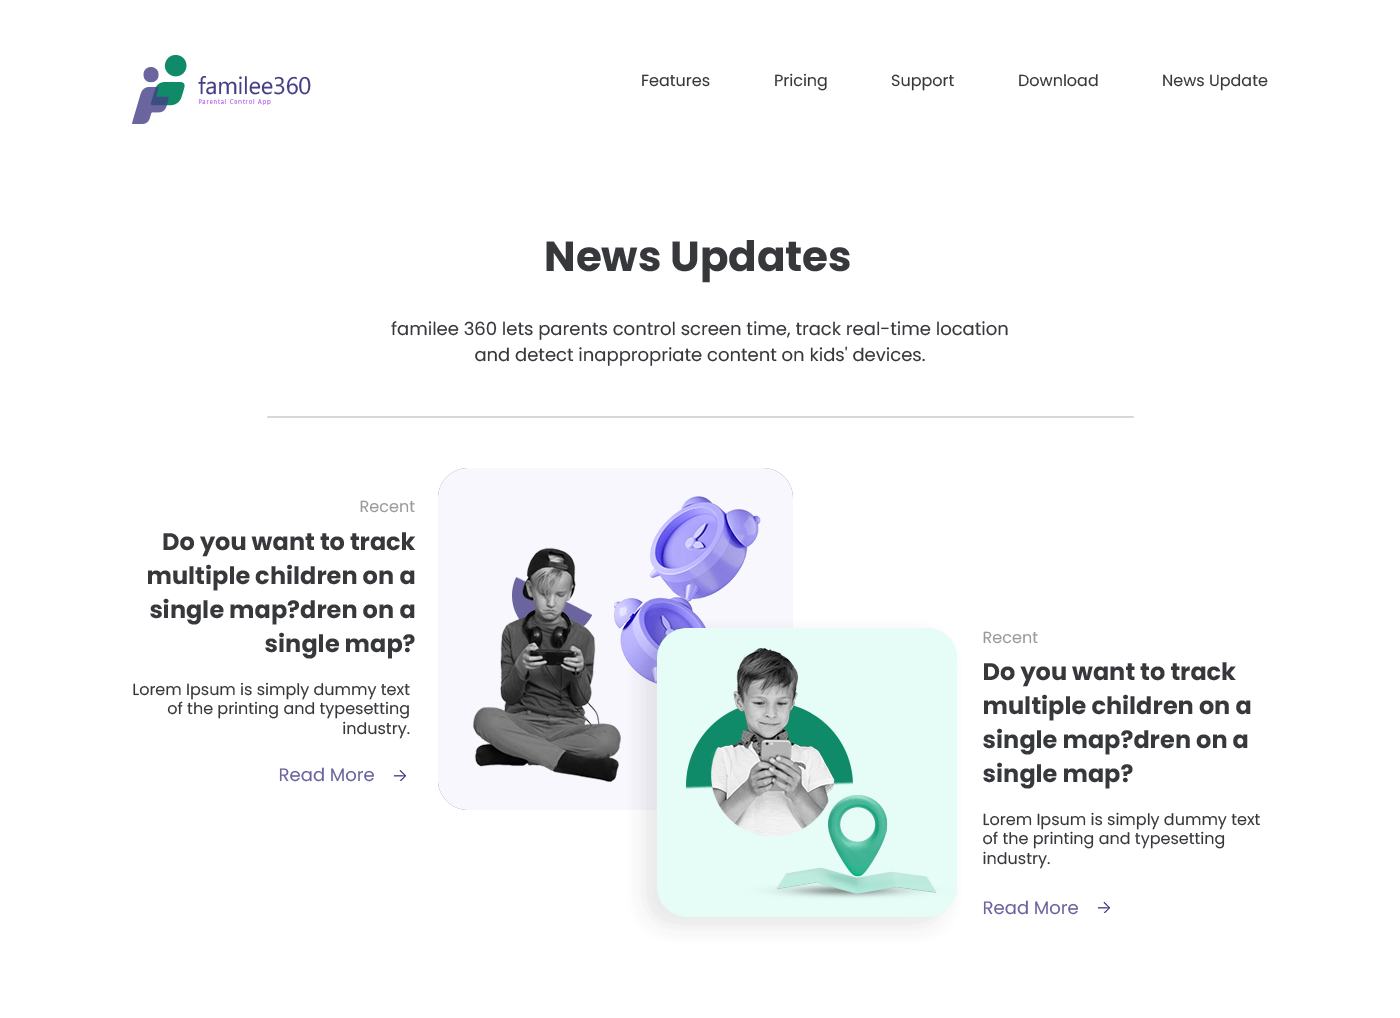 familee360
Parental Control App
Features
Pricing
Support
Download
News Update
News Updates
familee 360 lets parents control screen time, track real-time location
and detect inappropriate content on kids' devices.
Recent
Do you want to track
multiple children on a
single map?dren on a
single map?
Lorem Ipsum is simply dummy text
of the printing and typesetting
industry.
Read More
Recent
Do you want to track
multiple children on a
single map?dren on a
single map?
Lorem Ipsum is simply dummy text
of the printing and typesetting
industry.
Read More